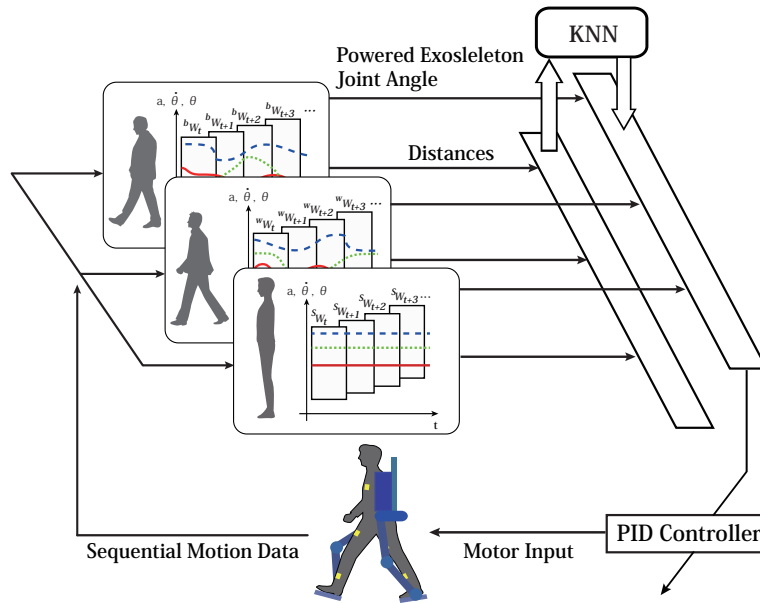 KNN
Powered Exosleleton
Joint Angle
a, θ̇, θ
bWt bWt+1 bWt+2 bWt+3 ...
Distances
a, θ̇, θ
wWt wWt+1 wWt+2 wWt+3 ...
a, θ̇, θ
SWt SWt+1 SWt+2 SWt+3 ...
t
PID Controller
Sequential Motion Data
Motor Input